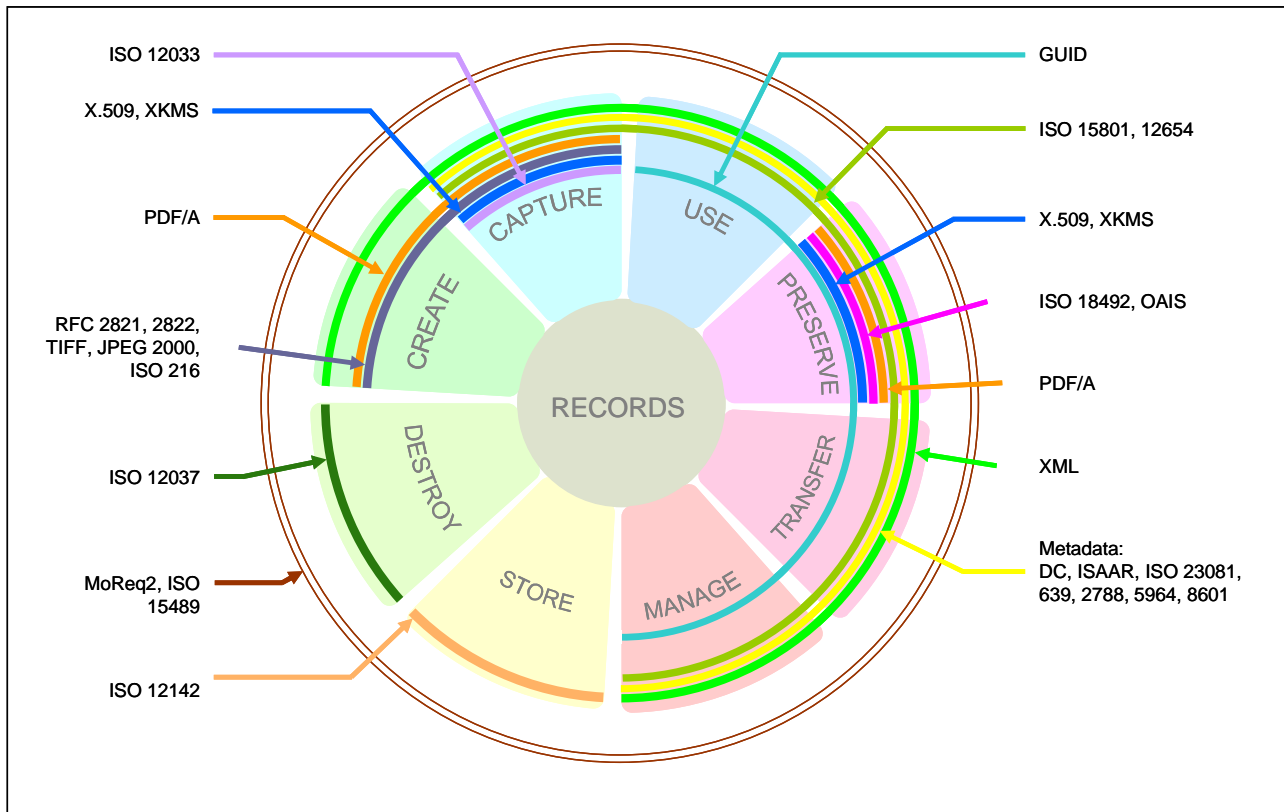 ISO 12033
X.509, XKMS
PDF/A
RFC 2821, 2822,
TIFF, JPEG 2000,
ISO 216
ISO 12037
MoReq2, ISO
15489
ISO 12142
CAPTURE
USE
PRESERVE
TRANSFER
MANAGE
STORE
DESTROY
CREATE
RECORDS
GUID
ISO 15801, 12654
X.509, XKMS
ISO 18492, OAIS
PDF/A
XML
Metadata:
DC, ISAAR, ISO 23081,
639, 2788, 5964, 8601